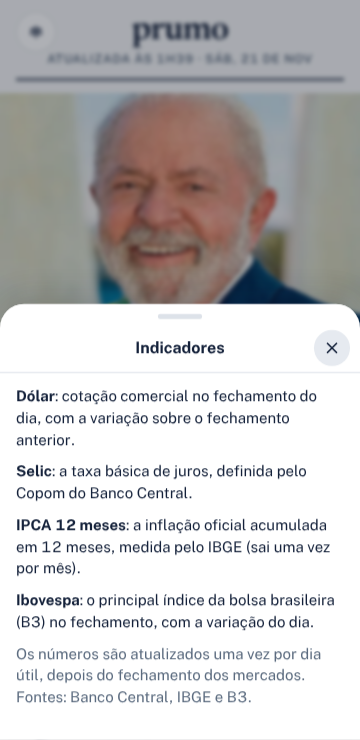 prumo
ATUALIZADA ÀS 1H39 · SÁB, 21 DE NOV
Indicadores
Dólar: cotação comercial no fechamento do
dia, com a variação sobre o fechamento
anterior.
Selic: a taxa básica de juros, definida pelo
Copom do Banco Central.
IPCA 12 meses: a inflação oficial acumulada
em 12 meses, medida pelo IBGE (sai uma vez
por mês).
Ibovespa: o principal índice da bolsa brasileira
(B3) no fechamento, com a variação do dia.
Os números são atualizados uma vez por dia
útil, depois do fechamento dos mercados.
Fontes: Banco Central, IBGE e B3.